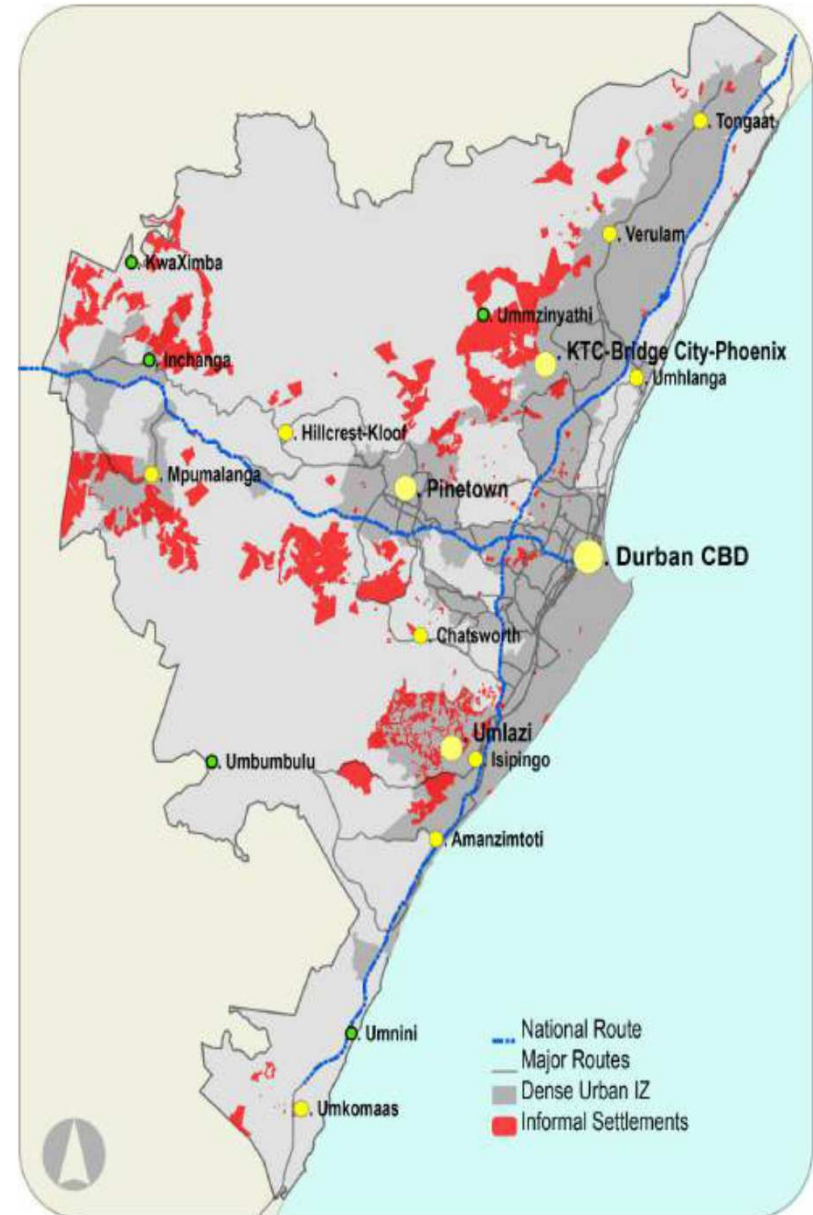 . Tongaat
. Verulam
. KwaXimba
. Ummzinyathi
. KTC-Bridge City-Phoenix
. Inchanga
. Umhlanga
. Hillcrest-Kloof
. Mpumalanga
. Pinetown
. Durban CBD
. Chatsworth
. Umlazi
. Isipingo
. Umbumbulu
. Amanzimtoti
. Umnini
. Umkomaas
National Route
Major Routes
Dense Urban IZ
Informal Settlements